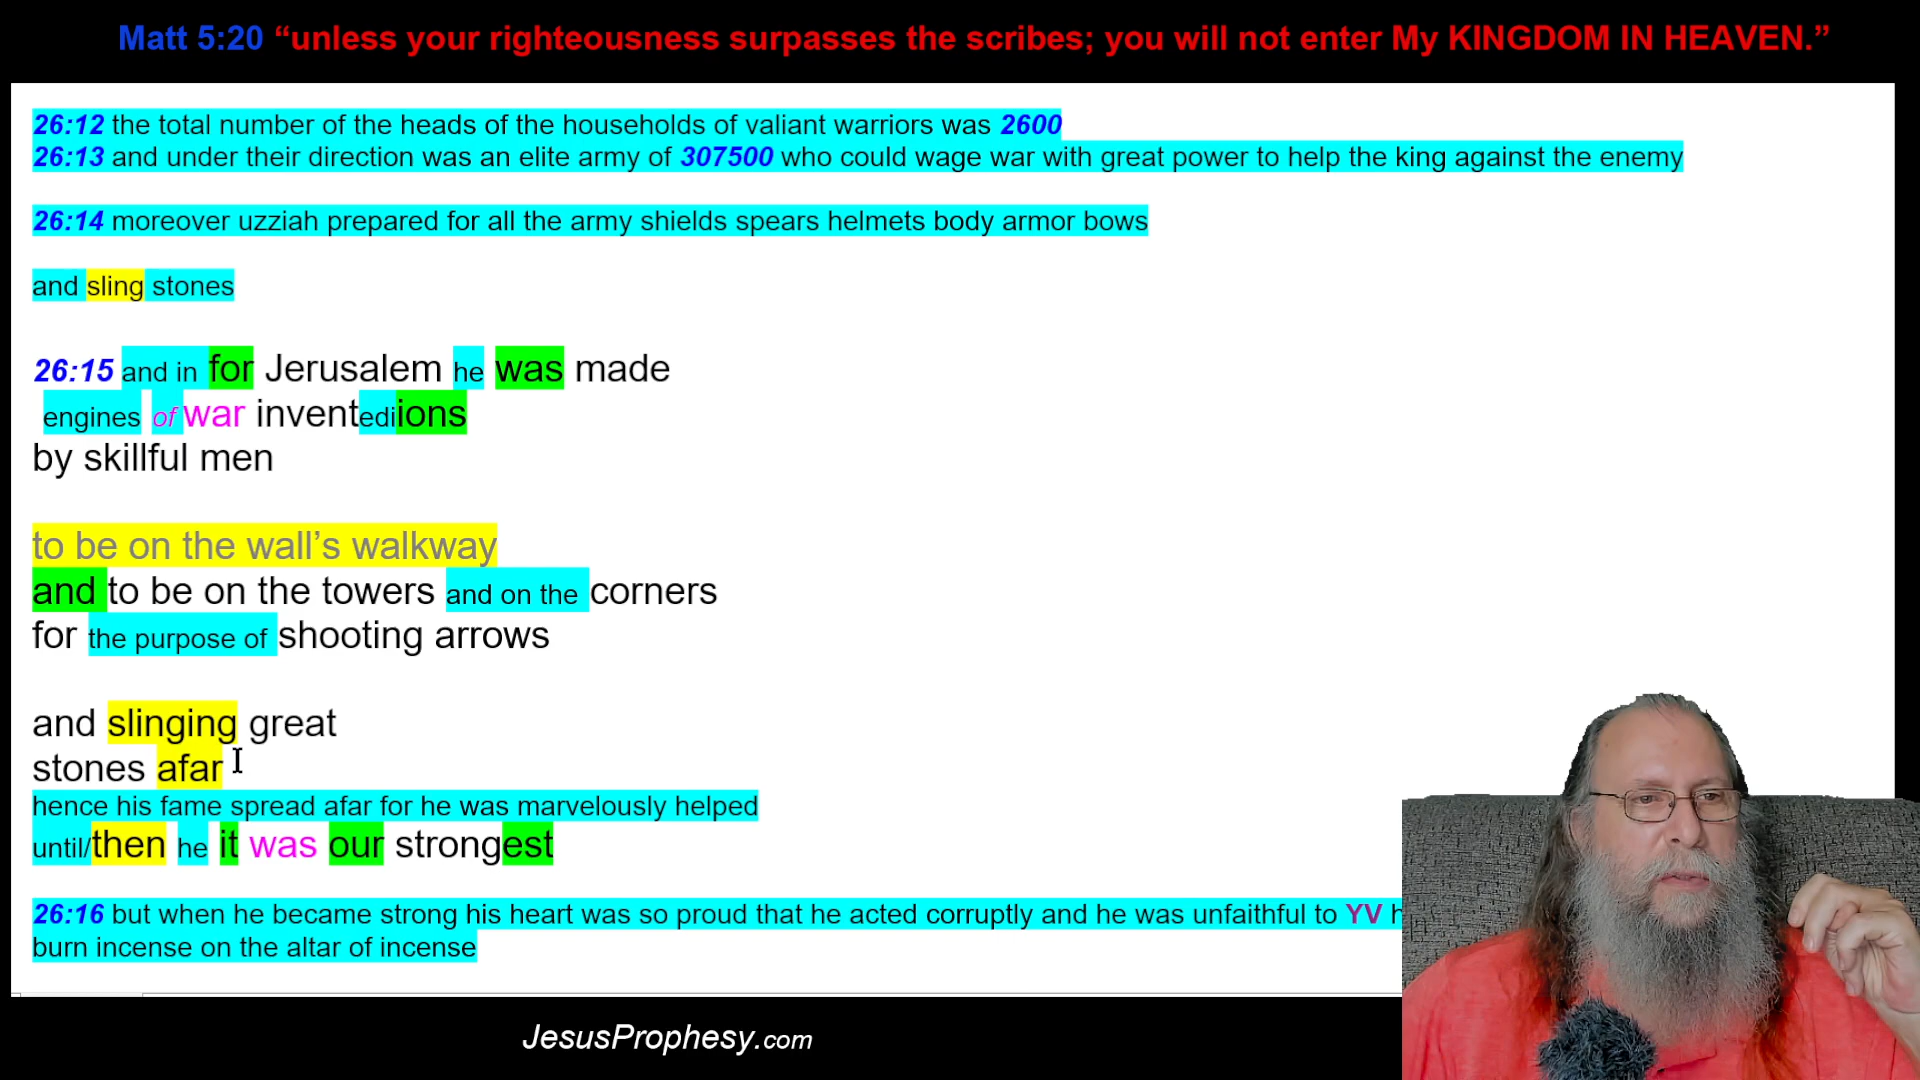 Matt 5:20 “unless your righteousness surpasses the scribes; you will not enter My KINGDOM IN HEAVEN.”
26:12 the total number of the heads of the households of valiant warriors was 2600
26:13 and under their direction was an elite army of 307500 who could wage war with great power to help the king against the enemy
26:14 moreover uzziah prepared for all the army shields spears helmets body armor bows
and sling stones
26:15 and in for Jerusalem he was made
engines of war inventediions
by skillful men
to be on the wall’s walkway
and to be on the towers and on the corners
for the purpose of shooting arrows
and slinging great
stones afar
hence his fame spread afar for he was marvelously helped
until/then he it was our strongest
26:16 but when he became strong his heart was so proud that he acted corruptly and he was unfaithful to YV
burn incense on the altar of incense
JesusProphesy.com